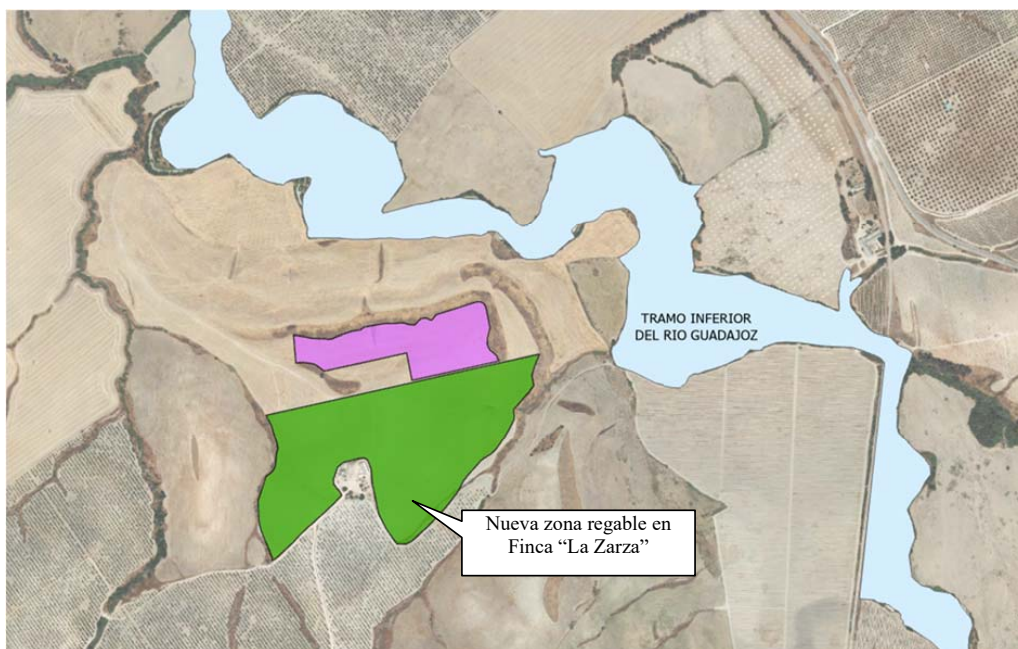 TRAMO INFERIOR
DEL RIO GUADAJOZ
Nueva zona regable en
Finca “La Zarza”